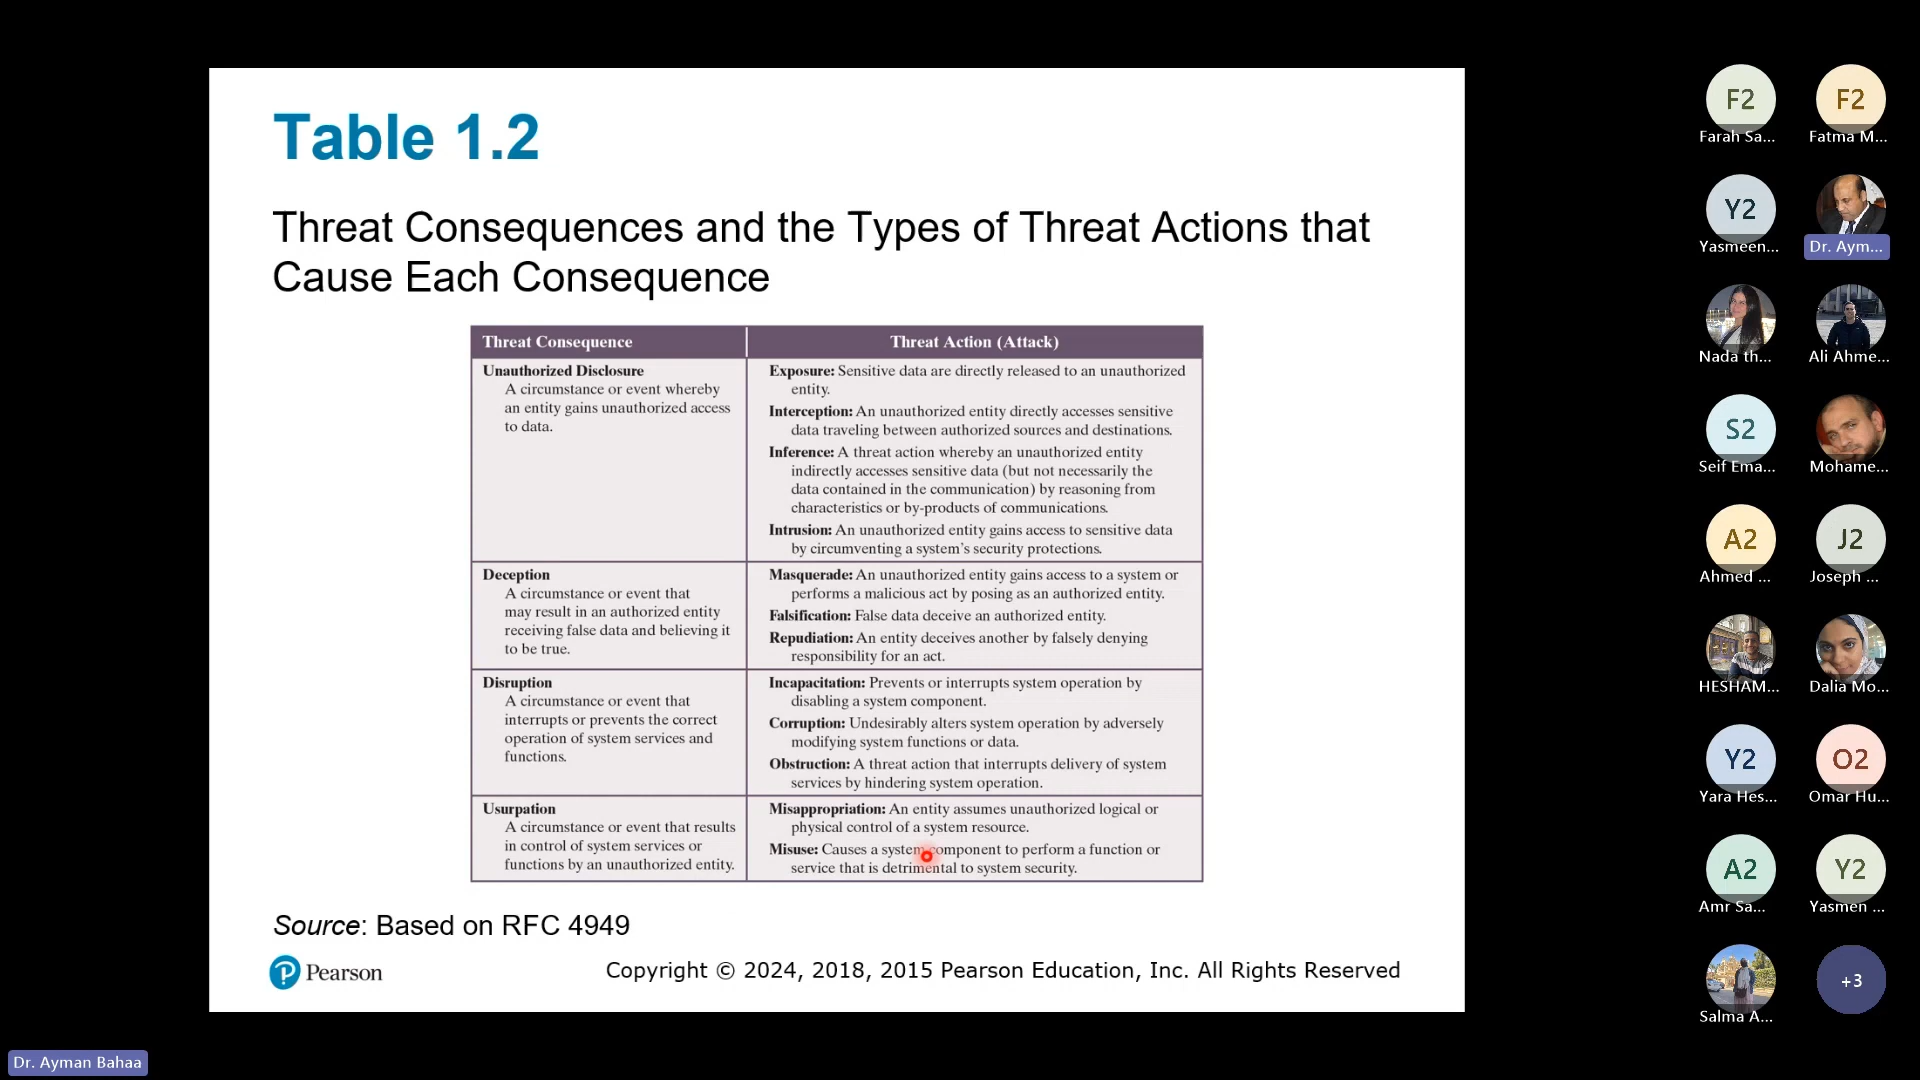 Table 1.2
Threat Consequences and the Types of Threat Actions that
Cause Each Consequence
Threat Consequence
Threat Action (Attack)
Unauthorized Disclosure
A circumstance or event whereby
an entity gains unauthorized access
to data.
Exposure: Sensitive data are directly released to an unauthorized
entity.
Interception: An unauthorized entity directly accesses sensitive
data traveling between authorized sources and destinations.
Inference: A threat action whereby an unauthorized entity
indirectly accesses sensitive data (but not necessarily the
data contained in the communication) by reasoning from
characteristics or by-products of communications.
Intrusion: An unauthorized entity gains access to sensitive data
by circumventing a system's security protections.
Deception
A circumstance or event that
may result in an authorized entity
receiving false data and believing it
to be true.
Masquerade: An unauthorized entity gains access to a system or
performs a malicious act by posing as an authorized entity.
Falsification: False data deceive an authorized entity.
Repudiation: An entity deceives another by falsely denying
responsibility for an act.
Disruption
A circumstance or event that
interrupts or prevents the correct
operation of system services and
functions.
Incapacitation: Prevents or interrupts system operation by
disabling a system component.
Corruption: Undesirably alters system operation by adversely
modifying system functions or data.
Obstruction: A threat action that interrupts delivery of system
services by hindering system operation.
Usurpation
A circumstance or event that results
in control of system services or
functions by an unauthorized entity.
Misappropriation: An entity assumes unauthorized logical or
physical control of a system resource.
Misuse: Causes a system component to perform a function or
service that is detrimental to system security.
Source: Based on RFC 4949
P Pearson
Copyright © 2024, 2018, 2015 Pearson Education, Inc. All Rights Reserved
Dr. Ayman Bahaa
F2
Farah Sa...
F2
Fatma M...
Y2
Yasmeen...
Dr. Aym...
Nada th...
Ali Ahme...
S2
Seif Ema...
Mohame...
A2
Ahmed ...
J2
Joseph ...
HESHAM...
Dalia Mo...
Y2
Yara Hes...
O2
Omar Hu...
A2
Amr Sa...
Y2
Yasmen ...
Salma A...
+3